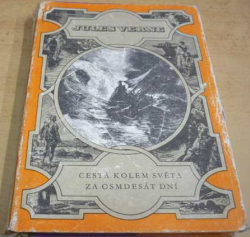 JULES VERNE
CESTA KOLEM SVĚTA
ZA OSMDESÁT DNÍ